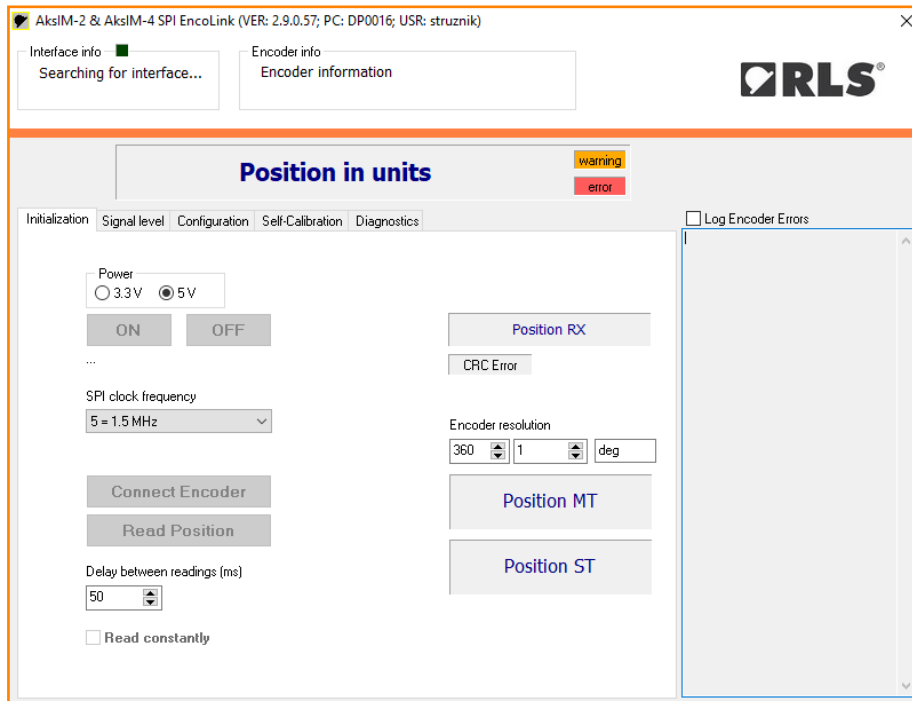 AksIM-2 & AksIM-4 SPI EncoLink (VER: 2.9.0.57; PC: DP0016; USR: struznik)
Interface info
Searching for interface...
Encoder info
Encoder information
RLS®
Position in units
warning
error
Initialization Signal level Configuration Self-Calibration Diagnostics
Log Encoder Errors
Power
3.3 V 5 V
ON OFF
...
Position RX
CRC Error
SPI clock frequency
5 = 1.5 MHz
Encoder resolution
360 1 deg
Connect Encoder
Read Position
Position MT
Position ST
Delay between readings (ms)
50
Read constantly